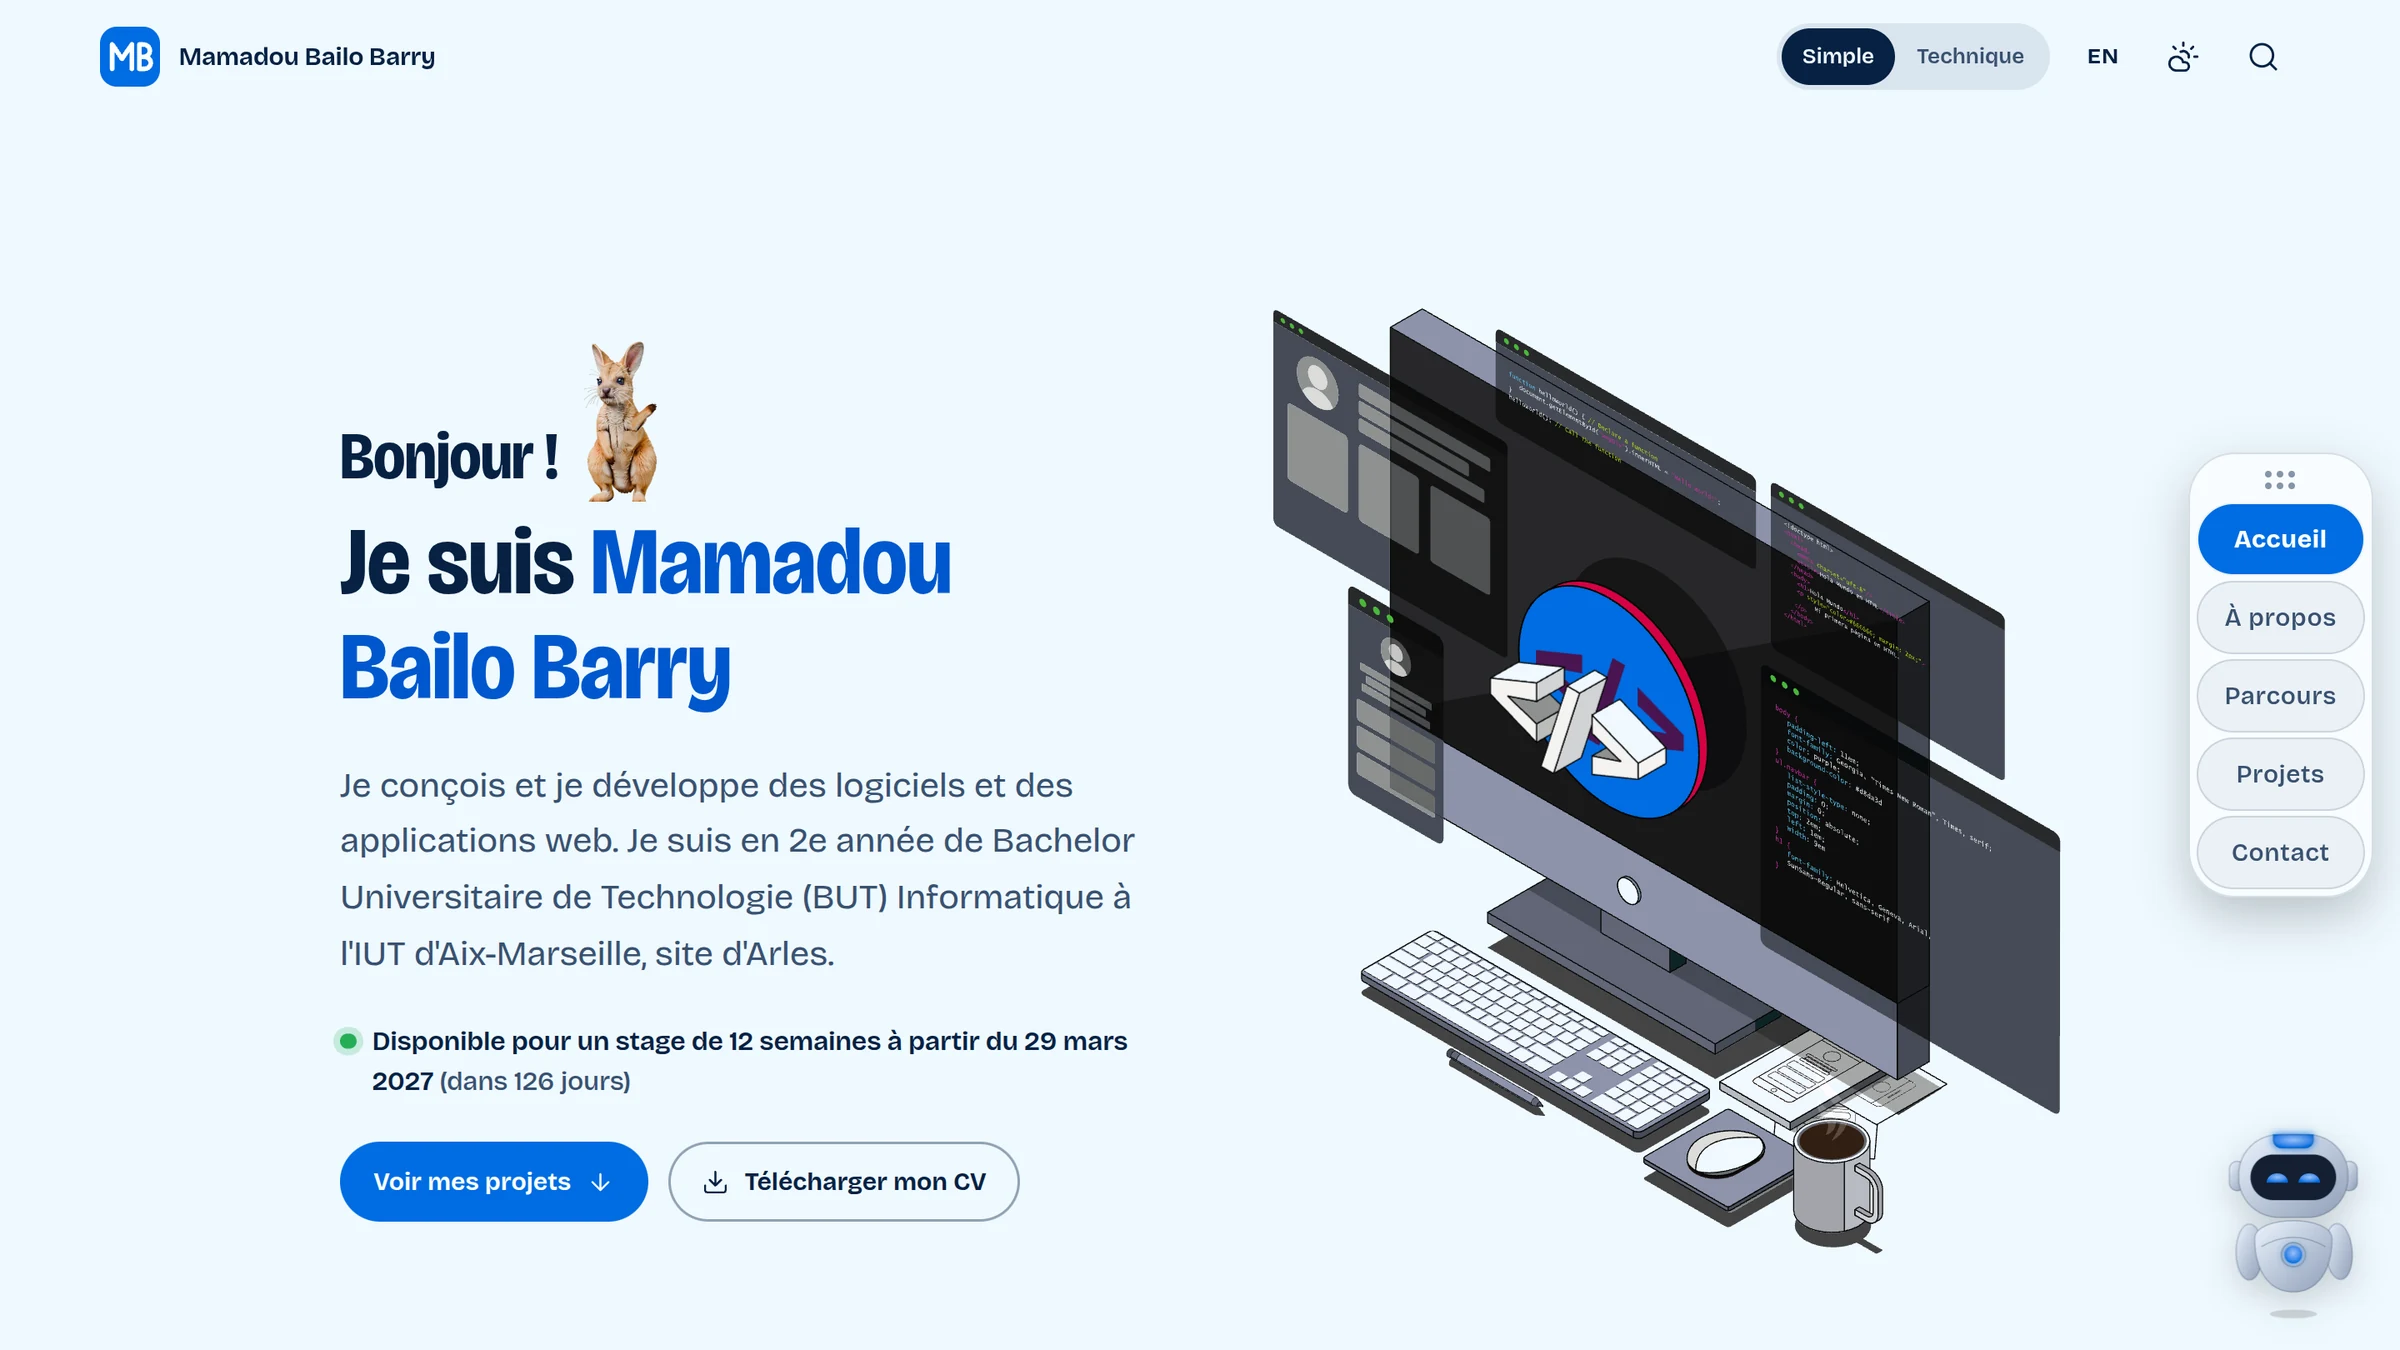 MB
Mamadou Bailo Barry
Simple
Technique
EN
Bonjour !
Je suis Mamadou
Bailo Barry
Je conçois et je développe des logiciels et des
applications web. Je suis en 2e année de Bachelor
Universitaire de Technologie (BUT) Informatique à
l'IUT d'Aix-Marseille, site d'Arles.
Disponible pour un stage de 12 semaines à partir du 29 mars
2027 (dans 126 jours)
Voir mes projets
Télécharger mon CV
Accueil
À propos
Parcours
Projets
Contact